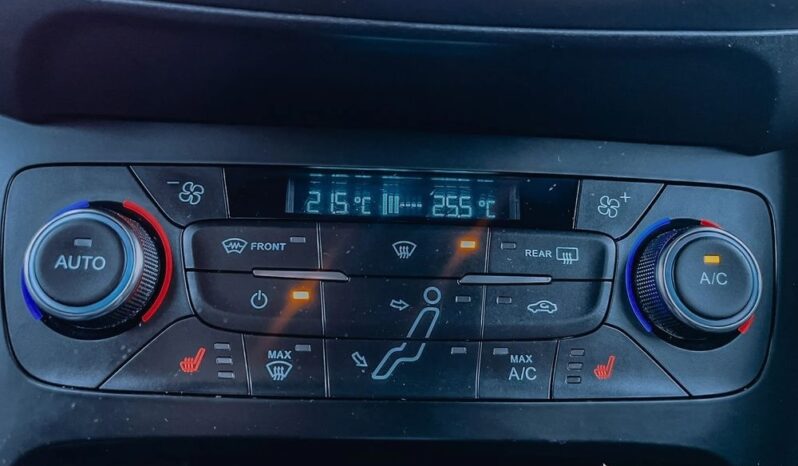 - +
21.5 °C 25.5 °C
AUTO FRONT REAR A/C
MAX MAX
A/C